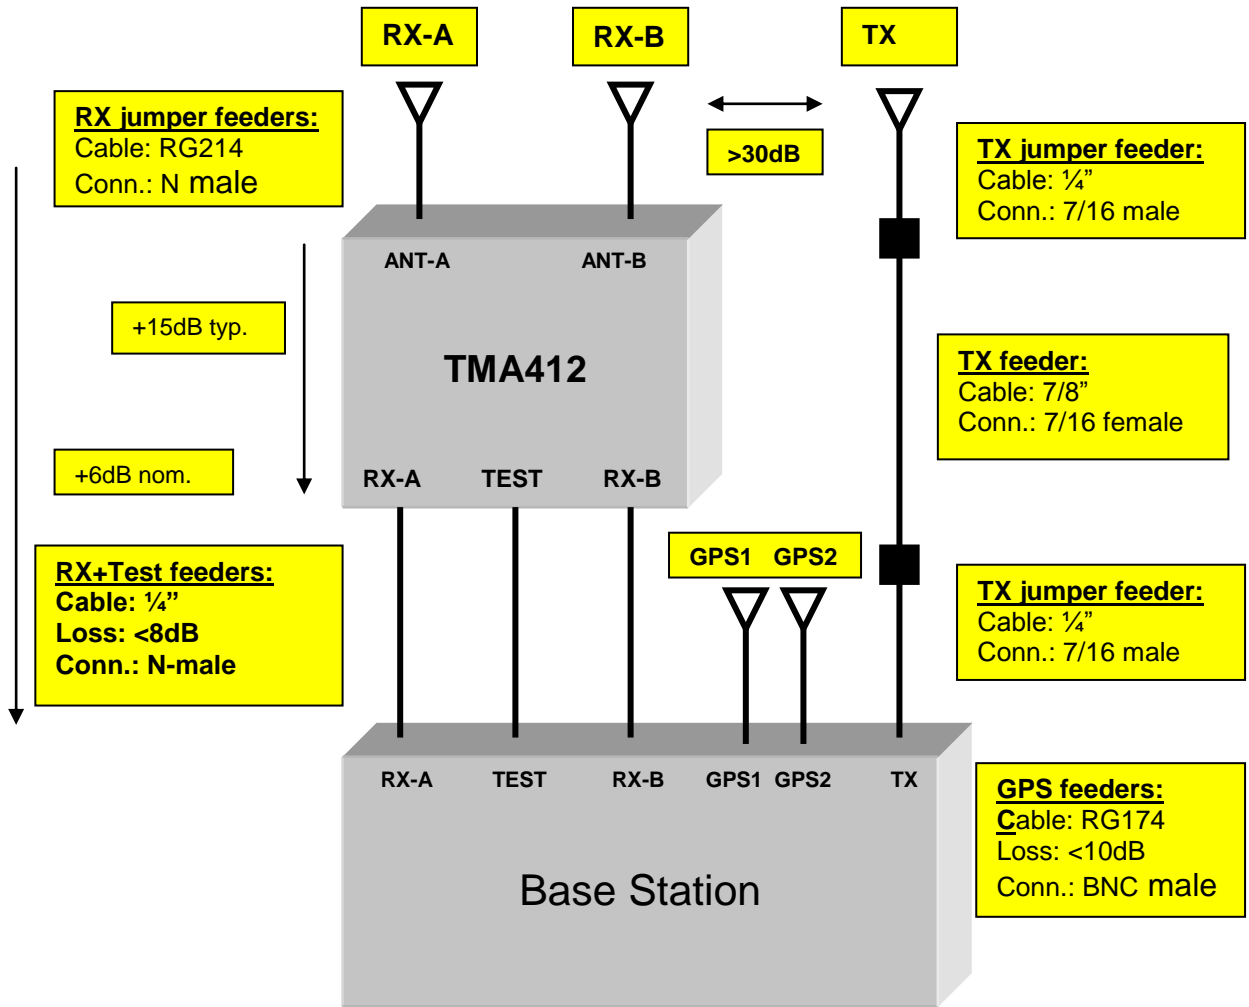 RX-A
RX-B
TX
RX jumper feeders:
Cable: RG214
Conn.: N male
>30dB
TX jumper feeder:
Cable: ¼”
Conn.: 7/16 male
ANT-A
ANT-B
+15dB typ.
TMA412
TX feeder:
Cable: 7/8”
Conn.: 7/16 female
+6dB nom.
RX-A
TEST
RX-B
RX+Test feeders:
Cable: ¼”
Loss: <8dB
Conn.: N-male
GPS1 GPS2
TX jumper feeder:
Cable: ¼”
Conn.: 7/16 male
RX-A
TEST
RX-B
GPS1
GPS2
TX
GPS feeders:
Cable: RG174
Loss: <10dB
Conn.: BNC male
Base Station